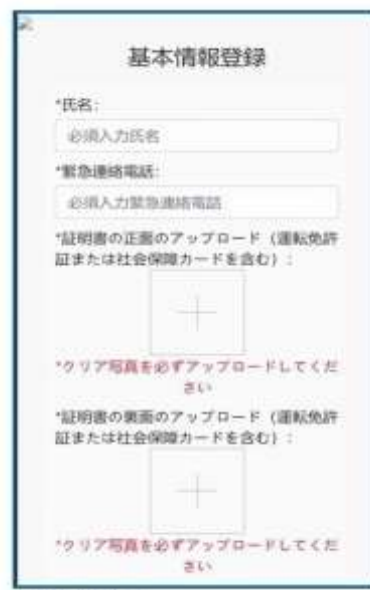 基本情報登録
*氏名:
必須入力氏名
*緊急連絡電話:
必須入力緊急連絡電話
*証明書の正面のアップロード（運転免許
証または社会保障カードを含む）:
*クリア写真を必ずアップロードしてくだ
さい
*証明書の裏面のアップロード（運転免許
証または社会保障カードを含む）:
*クリア写真を必ずアップロードしてくだ
さい